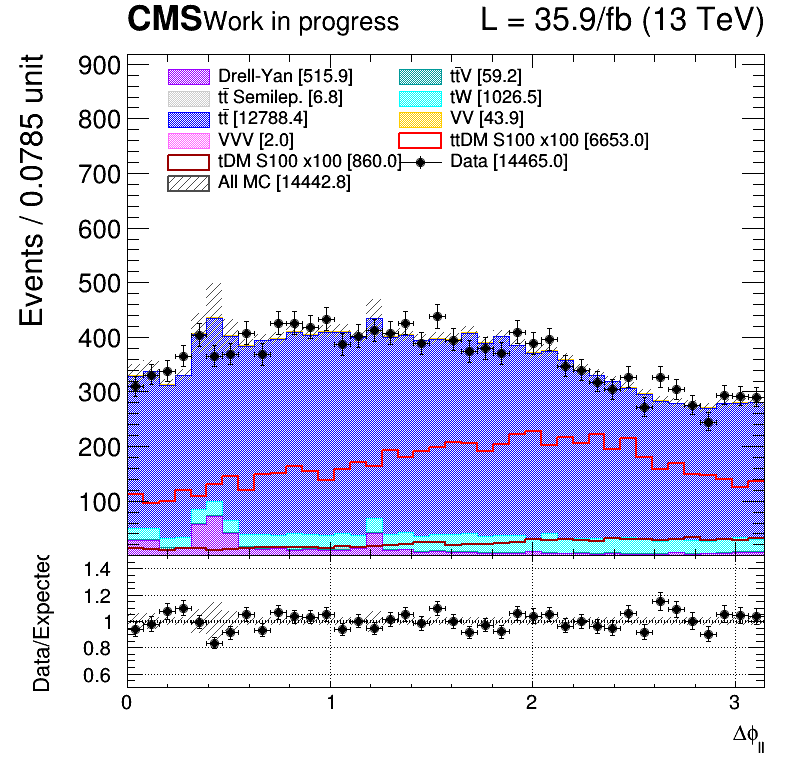 CMS Work in progress L = 35.9/fb (13 TeV)
Events / 0.0785 unit
900
800
700
600
500
400
300
200
100
Drell-Yan [515.9] tt̄V [59.2]
tt̄ Semilep. [6.8] tW [1026.5]
tt̄ [12788.4] VV [43.9]
VVV [2.0] ttDM S100 x100 [6653.0]
tDM S100 x100 [860.0] Data [14465.0]
All MC [14442.8]
Data/Expected
1.4
1.2
1
0.8
0.6
0 1 2 3
Δϕ_ll